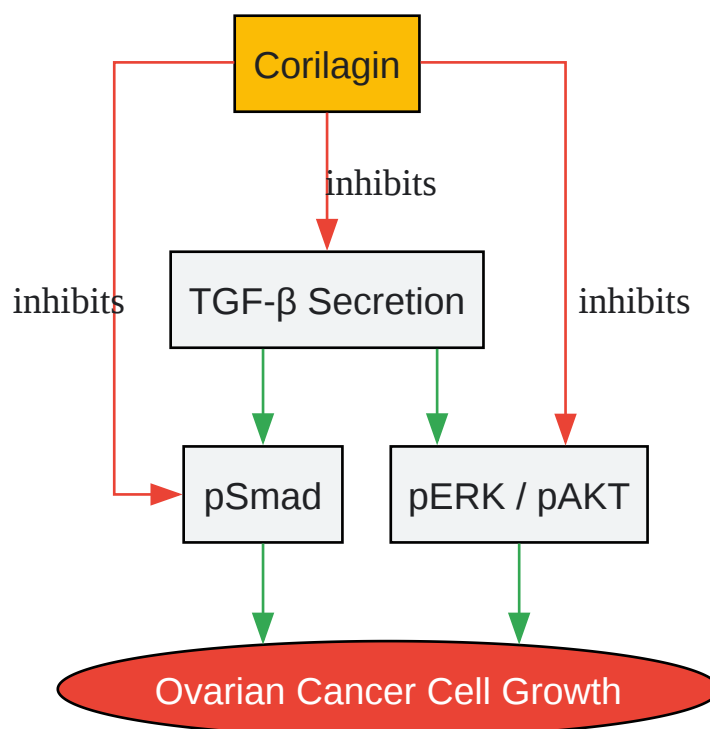 Corilagin
inhibits
TGF-β Secretion
inhibits
inhibits
pSmad
pERK / pAKT
Ovarian Cancer Cell Growth